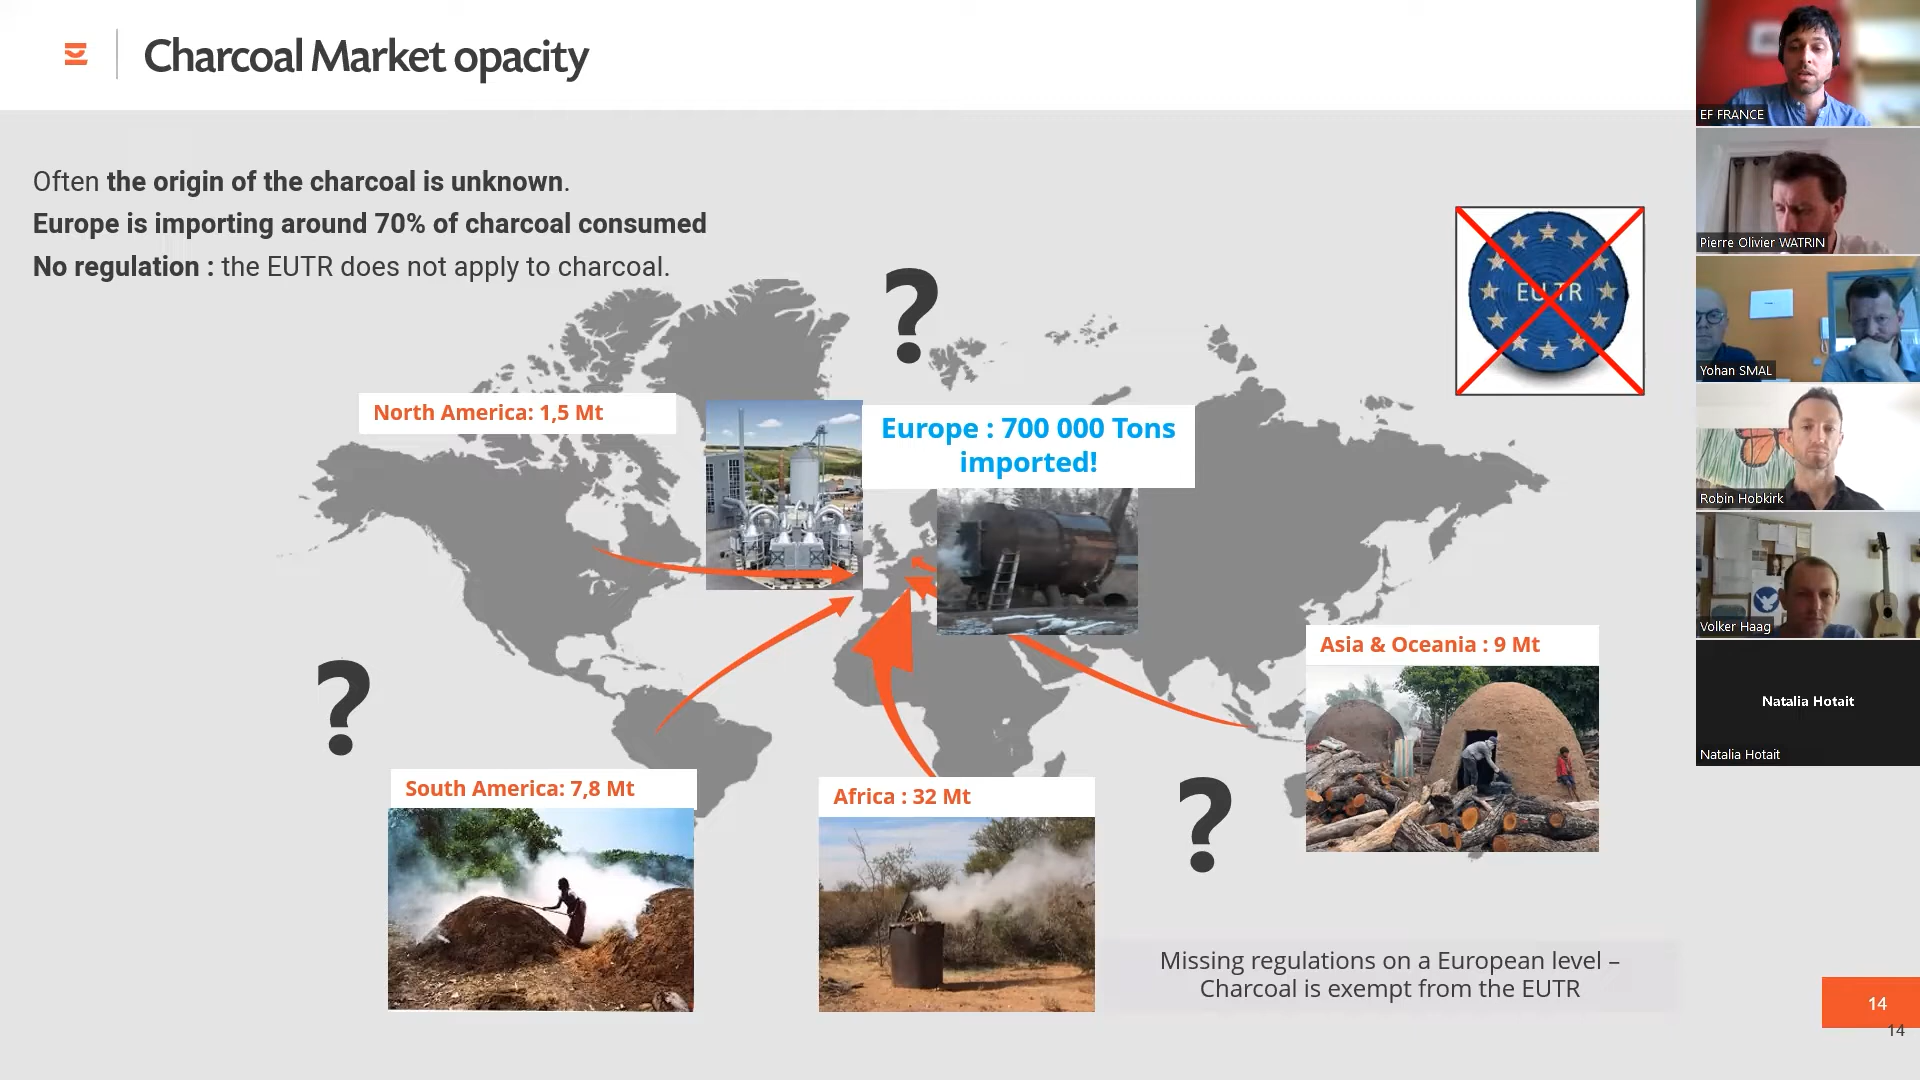 Charcoal Market opacity
Often the origin of the charcoal is unknown.
Europe is importing around 70% of charcoal consumed
No regulation : the EUTR does not apply to charcoal.
EUTR
?
North America: 1,5 Mt
Europe : 700 000 Tons
imported!
?
Asia & Oceania : 9 Mt
South America: 7,8 Mt
Africa : 32 Mt
?
Missing regulations on a European level –
Charcoal is exempt from the EUTR
14
14
EF FRANCE
Pierre Olivier WATRIN
Yohan SMAL
Robin Hobkirk
Volker Haag
Natalia Hotait
Natalia Hotait